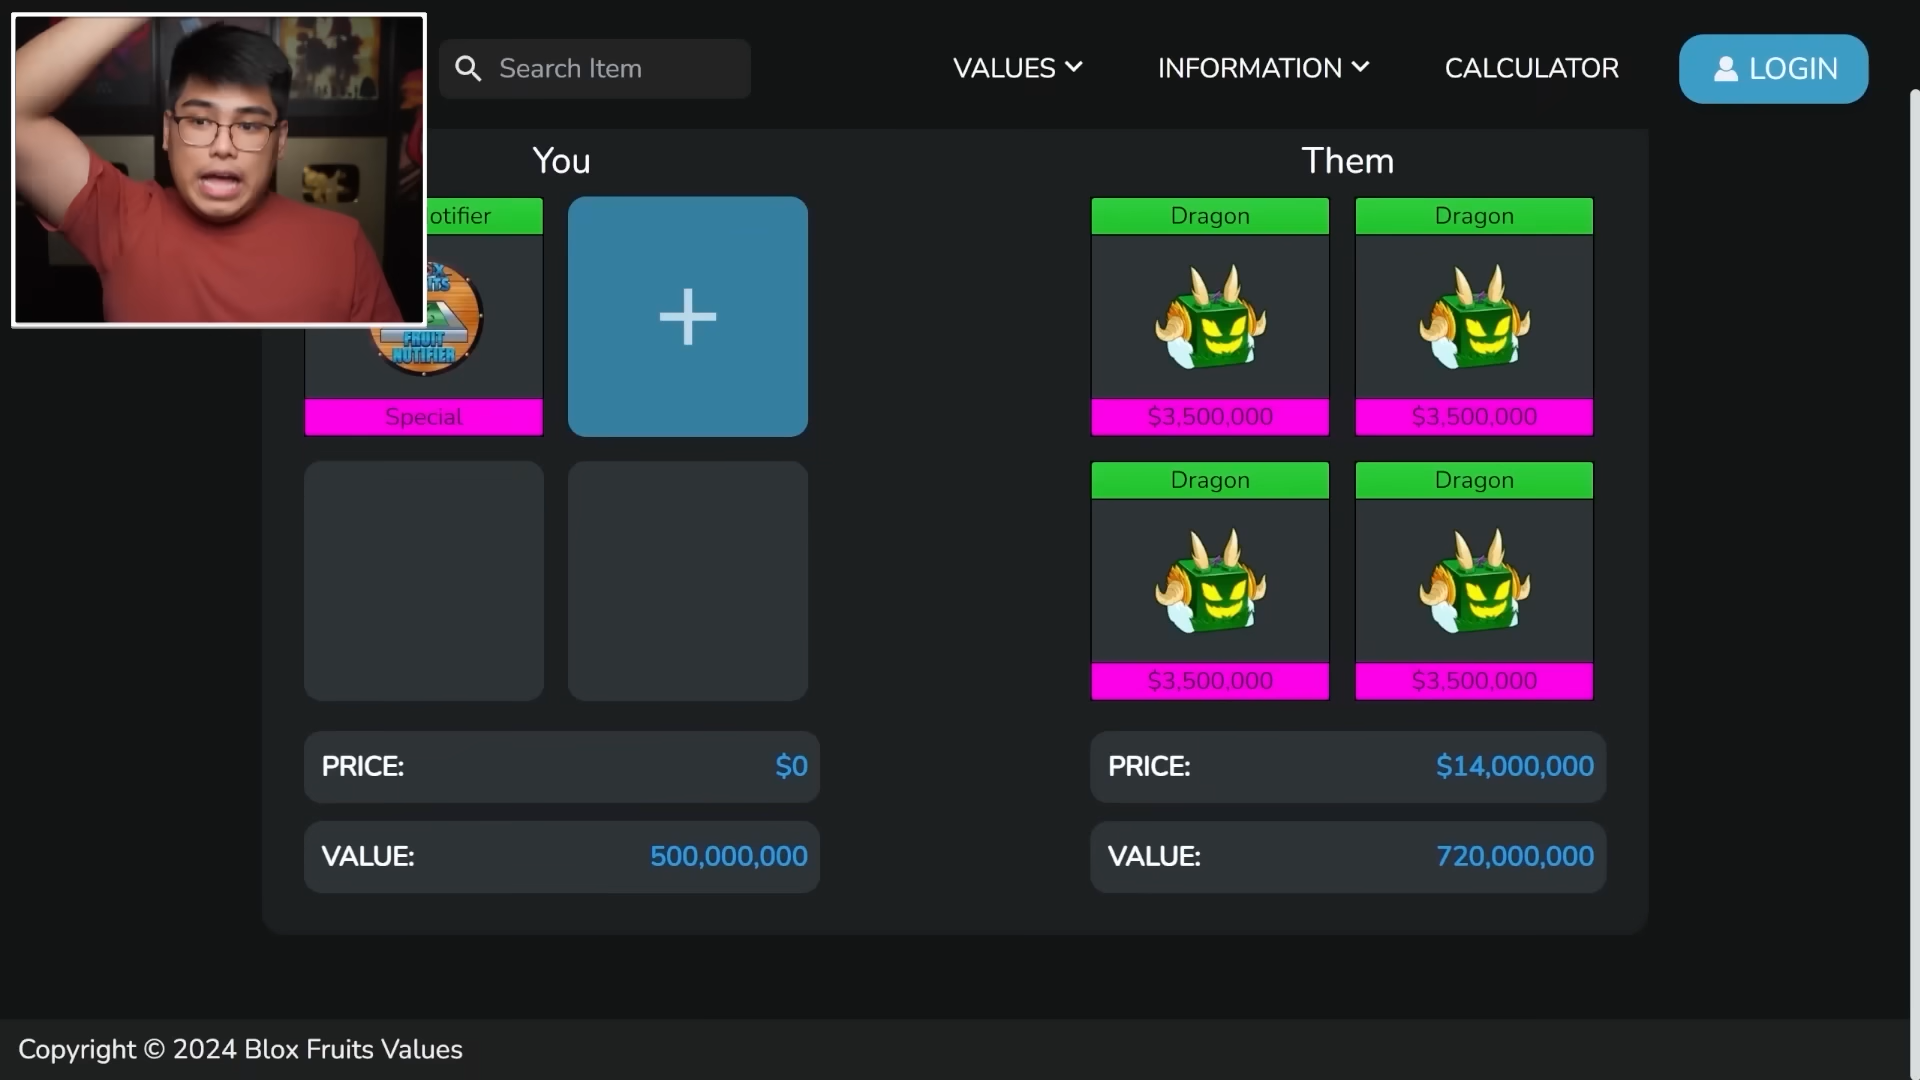 Search Item
VALUES
INFORMATION
CALCULATOR
LOGIN
You
Them
otifier
Dragon
Dragon
FRUIT
NOTIFIER
Special
$3,500,000
$3,500,000
Dragon
Dragon
$3,500,000
$3,500,000
PRICE:
$0
PRICE:
$14,000,000
VALUE:
500,000,000
VALUE:
720,000,000
Copyright © 2024 Blox Fruits Values